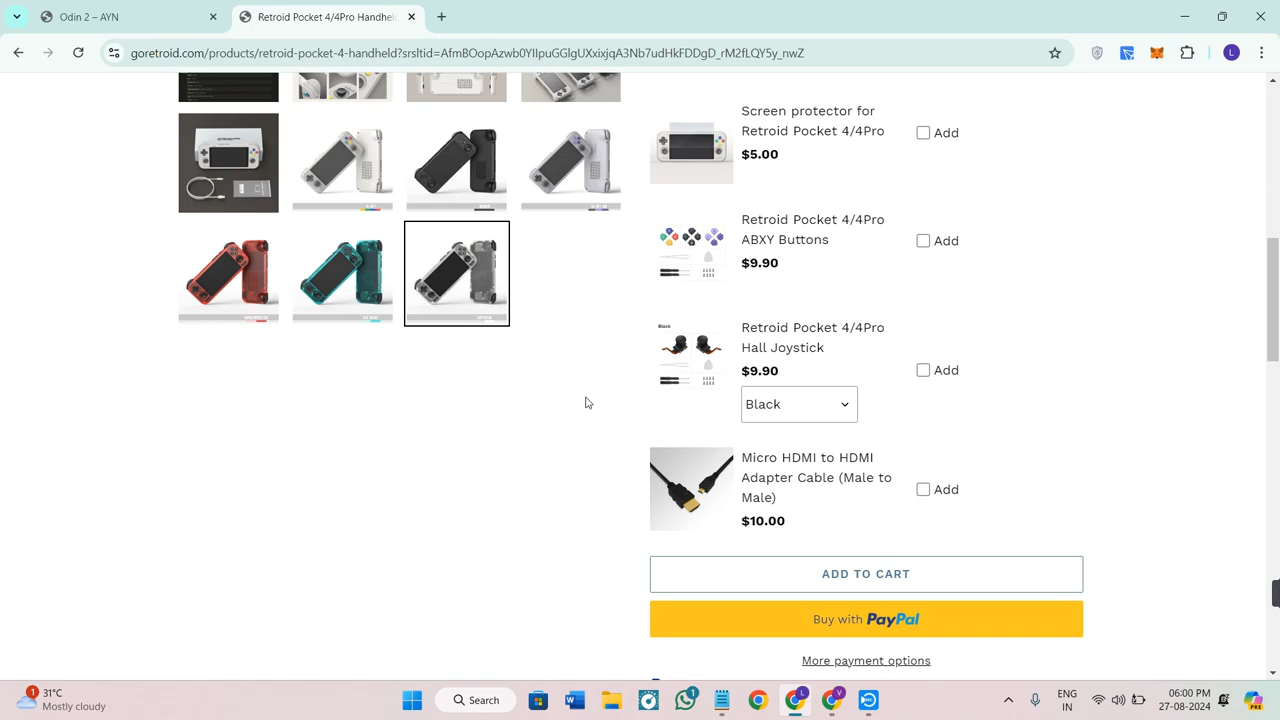 Odin 2 – AYN
Retroid Pocket 4/4Pro Handhel
goretroid.com/products/retroid-pocket-4-handheld?srsltid=AfmBOopAzwb0YIIpuGGlgUXxixjqA3Nb7udHkFDDgD_rM2fLQY5y_nwZ
L
Screen protector for
Retroid Pocket 4/4Pro
$5.00
Add
Retroid Pocket 4/4Pro
ABXY Buttons
$9.90
Add
Black
Retroid Pocket 4/4Pro
Hall Joystick
$9.90
Add
Black
Micro HDMI to HDMI
Adapter Cable (Male to
Male)
$10.00
Add
ADD TO CART
Buy with PayPal
More payment options
1
31°C
Mostly cloudy
Search
1
L
V
ENG
IN
06:00 PM
27-08-2024